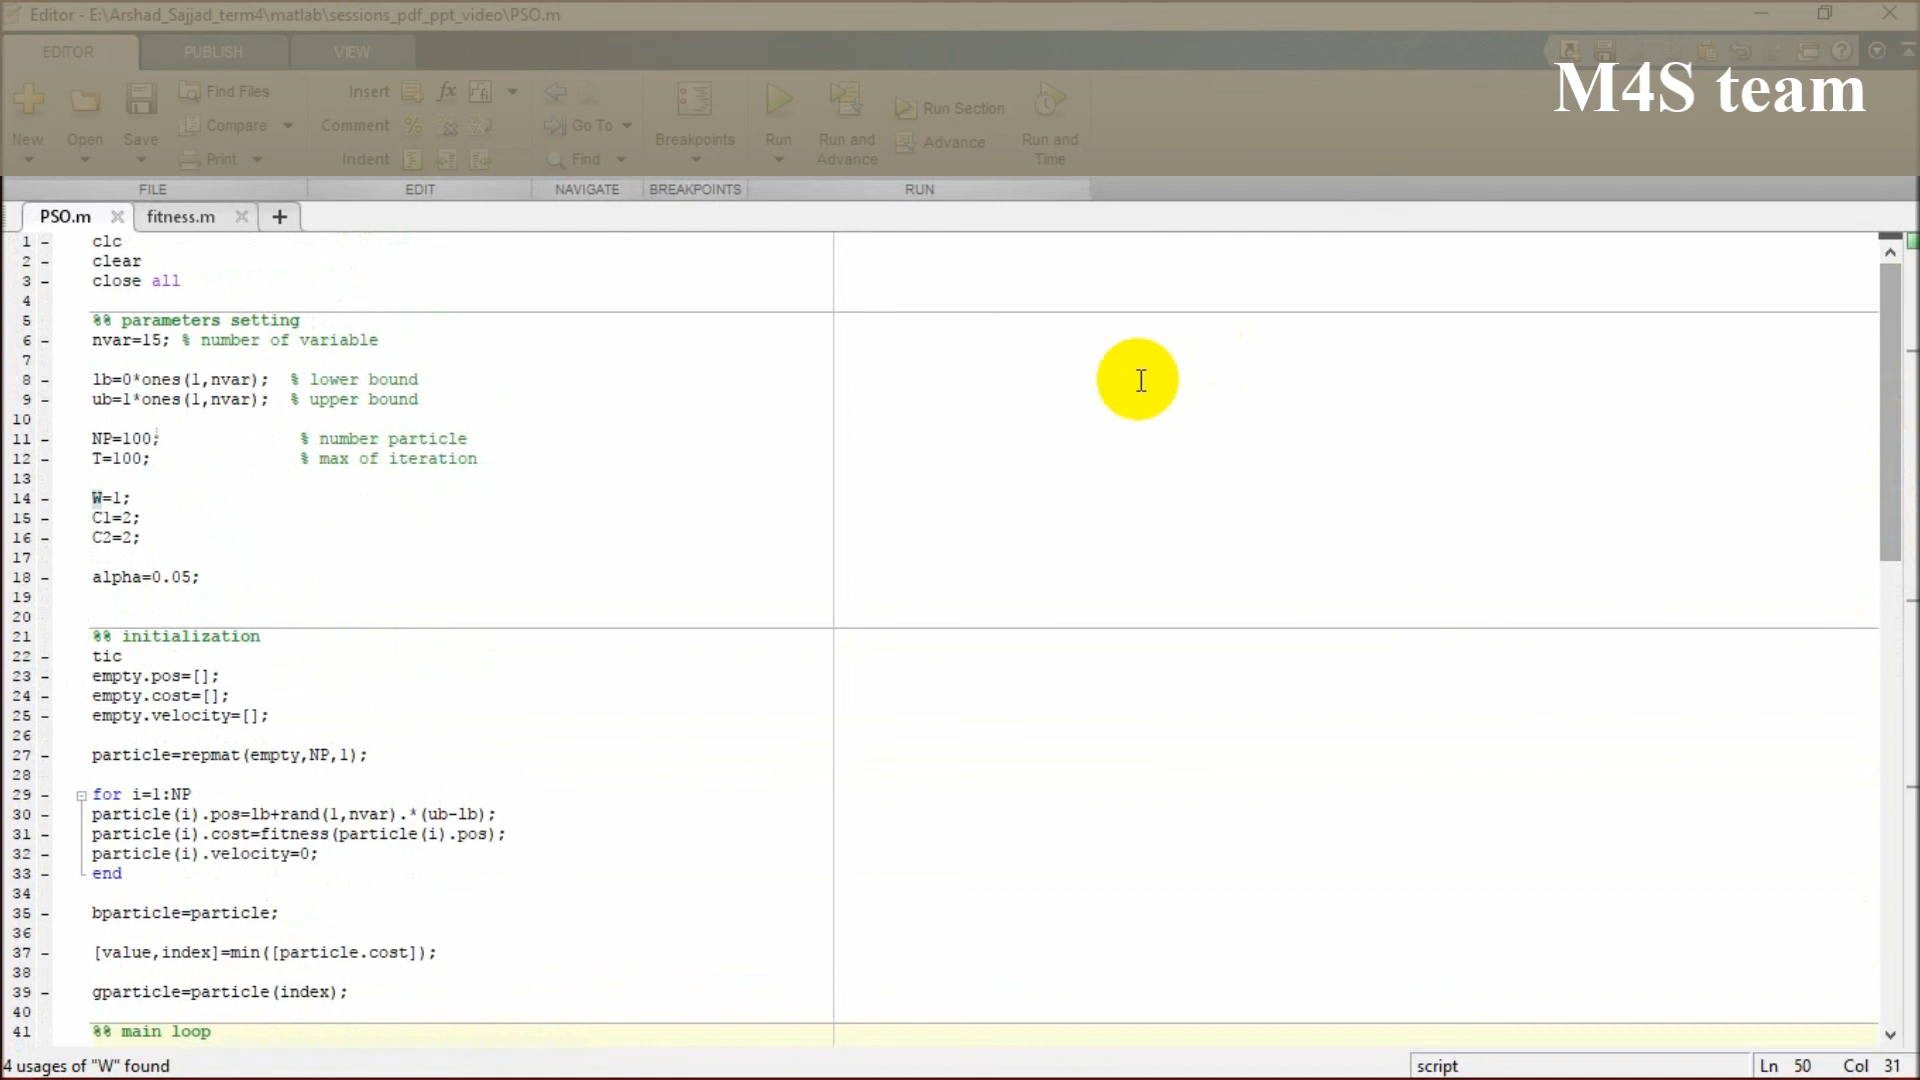 Editor - E:\Arshad_Sajjad_term4\matlab\sessions_pdf_ppt_video\PSO.m
EDITOR PUBLISH VIEW
M4S team
New Open Save Find Files Compare Print
Insert Comment Indent
Go To Find
Breakpoints
Run Run and Advance Run Section Advance Run and Time
FILE EDIT NAVIGATE BREAKPOINTS RUN
PSO.m fitness.m
1 clc
2 clear
3 close all
4
5 %% parameters setting
6 nvar=15; % number of variable
7
8 lb=0*ones(1,nvar); % lower bound
9 ub=1*ones(1,nvar); % upper bound
10
11 NP=100; % number particle
12 T=100; % max of iteration
13
14 W=1;
15 C1=2;
16 C2=2;
17
18 alpha=0.05;
19
20
21 %% initialization
22 tic
23 empty.pos=[];
24 empty.cost=[];
25 empty.velocity=[];
26
27 particle=repmat(empty,NP,1);
28
29 for i=1:NP
30 particle(i).pos=lb+rand(1,nvar).*(ub-lb);
31 particle(i).cost=fitness(particle(i).pos);
32 particle(i).velocity=0;
33 end
34
35 bparticle=particle;
36
37 [value,index]=min([particle.cost]);
38
39 gparticle=particle(index);
40
41 %% main loop
4 usages of "W" found script Ln 50 Col 31